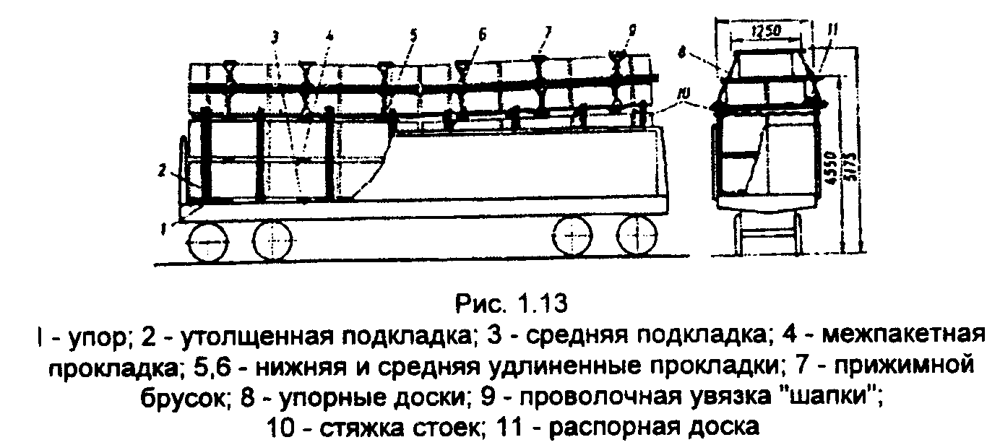 3 4 5 6 7 9 8 1250 11
10
2
1
4550 5175
Рис. 1.13
I - упор; 2 - утолщенная подкладка; 3 - средняя подкладка; 4 - межпакетная
прокладка; 5,6 - нижняя и средняя удлиненные прокладки; 7 - прижимной
брусок; 8 - упорные доски; 9 - проволочная увязка "шапки";
10 - стяжка стоек; 11 - распорная доска